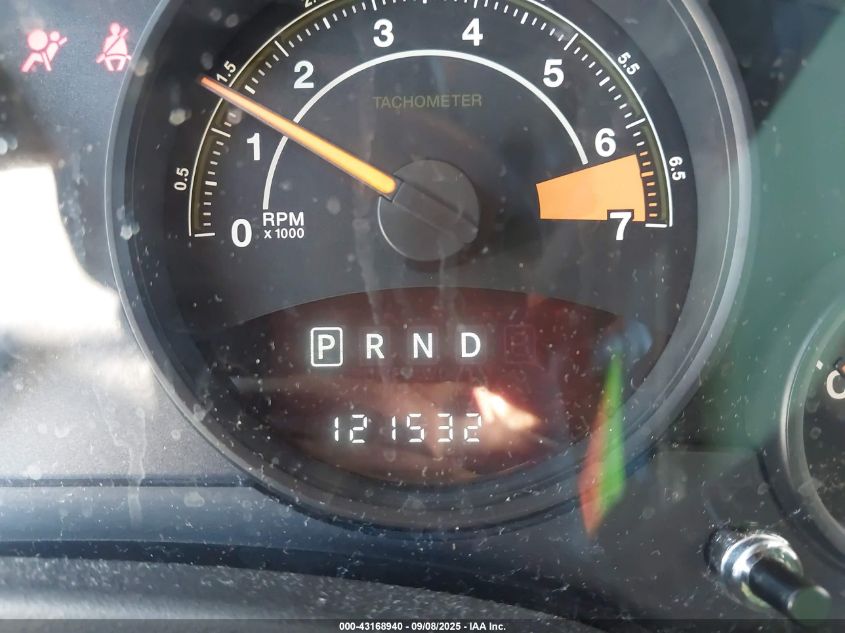 3 4
2.
5.5
1.5
2 5
TACHOMETER
1 6
0.5 6.5
0 RPM 7
x 1000
P R N D
121532
C
000-43168940 - 09/08/2025 - IAA Inc.